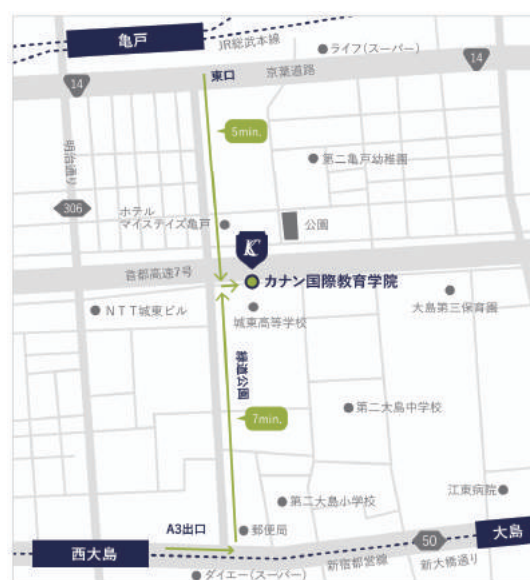 亀戸
JR総武本線
ライフ(スーパー)
14
東口
京葉道路
14
5min.
明治通り
第二亀戸幼稚園
306
ホテル
マイステイズ亀戸
公園
K
首都高速7号
カナン国際教育学院
NTT城東ビル
城東高等学校
大島第三保育園
緑道公園
第二大島中学校
7min.
第二大島小学校
江東病院
A3出口
郵便局
50
大島
西大島
新宿都営線
新大橋通り
ダイエー(スーパー)